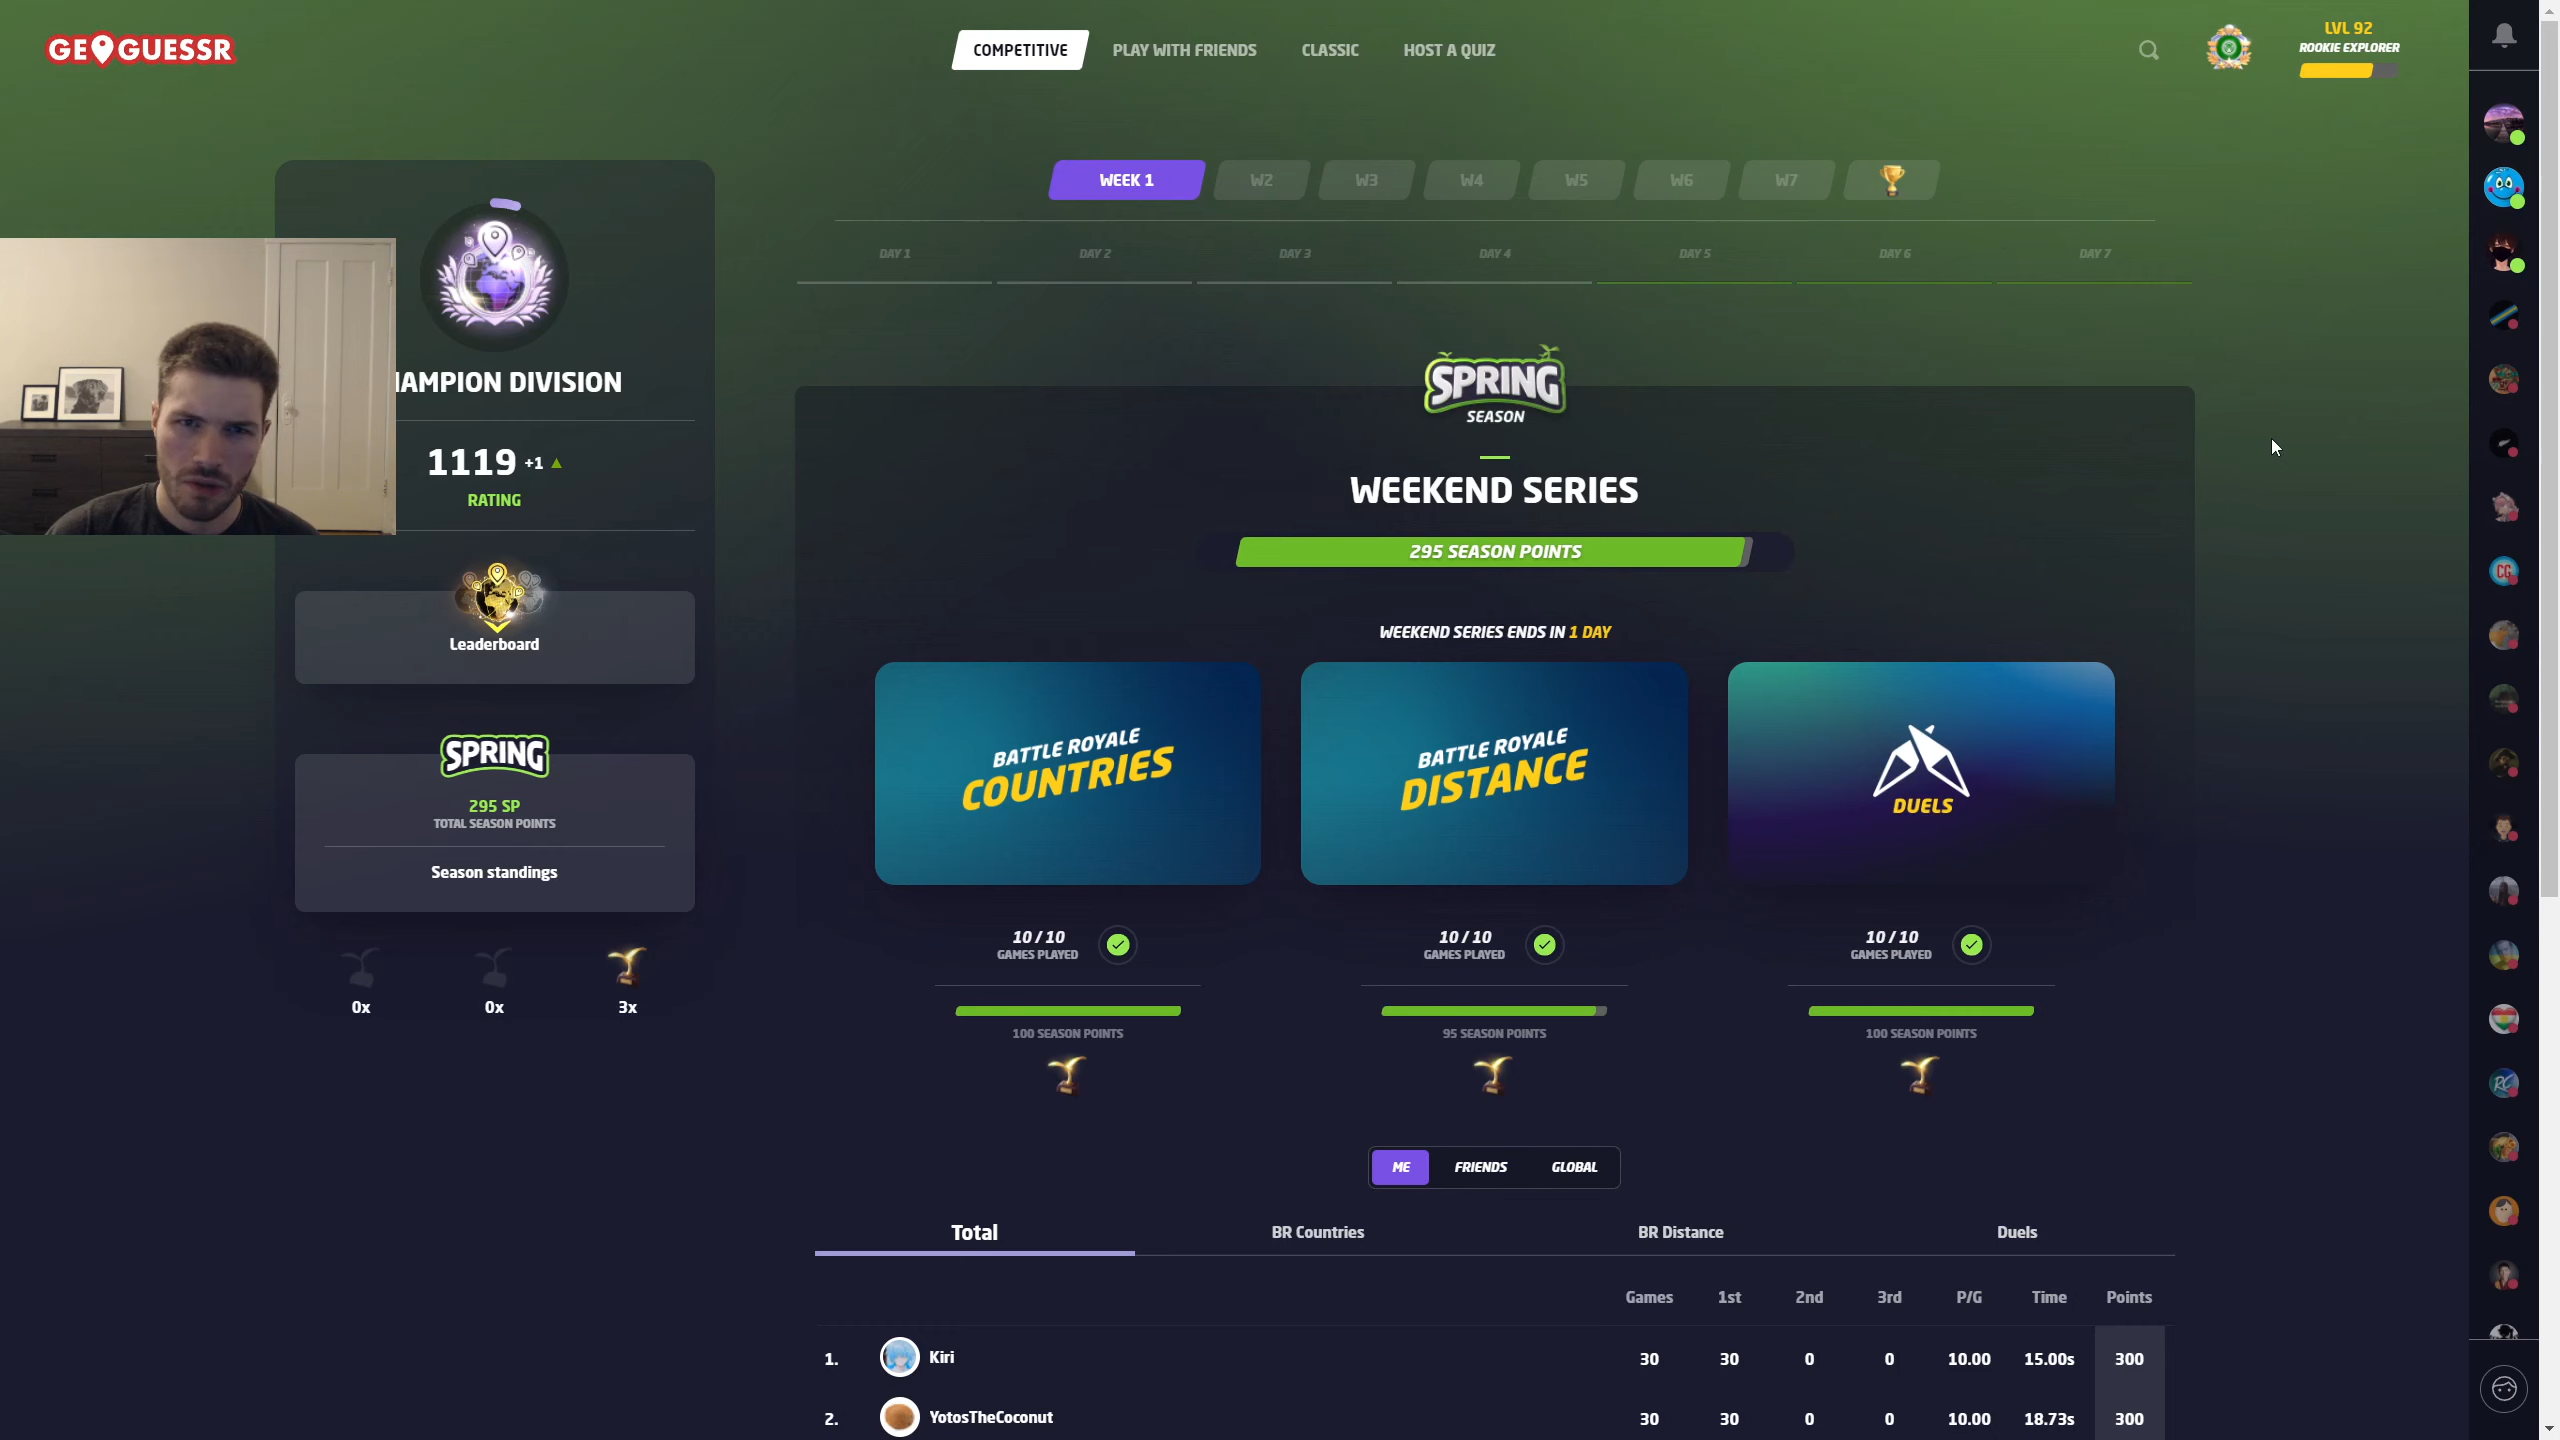 GEOGUESSR
COMPETITIVE
PLAY WITH FRIENDS
CLASSIC
HOST A QUIZ
LVL 92
ROOKIE EXPLORER
WEEK 1
W2
W3
W4
W5
W6
W7
DAY 1
DAY 2
DAY 3
DAY 4
DAY 5
DAY 6
DAY 7
HAMPION DIVISION
1119 +1
RATING
Leaderboard
SPRING
295 SP
TOTAL SEASON POINTS
Season standings
0x
0x
3x
SPRING
SEASON
WEEKEND SERIES
295 SEASON POINTS
WEEKEND SERIES ENDS IN 1 DAY
BATTLE ROYALE
COUNTRIES
BATTLE ROYALE
DISTANCE
DUELS
10 / 10
GAMES PLAYED
10 / 10
GAMES PLAYED
10 / 10
GAMES PLAYED
100 SEASON POINTS
95 SEASON POINTS
100 SEASON POINTS
ME
FRIENDS
GLOBAL
Total
BR Countries
BR Distance
Duels
Games 1st 2nd 3rd P/G Time Points
1. Kiri 30 30 0 0 10.00 15.00s 300
2. YotosTheCoconut 30 30 0 0 10.00 18.73s 300
CG
RC